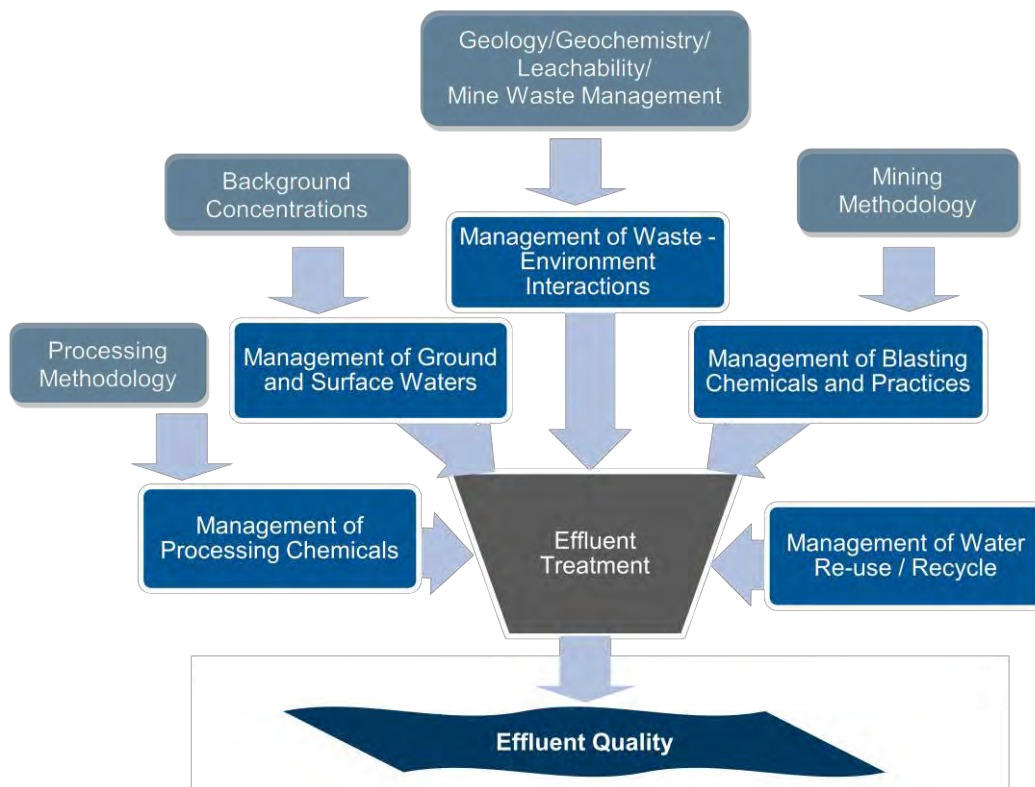 Geology/Geochemistry/
Leachability/
Mine Waste Management
Background
Concentrations
Mining
Methodology
Management of Waste -
Environment
Interactions
Processing
Methodology
Management of Ground
and Surface Waters
Management of Blasting
Chemicals and Practices
Management of
Processing Chemicals
Effluent
Treatment
Management of Water
Re-use / Recycle
Effluent Quality